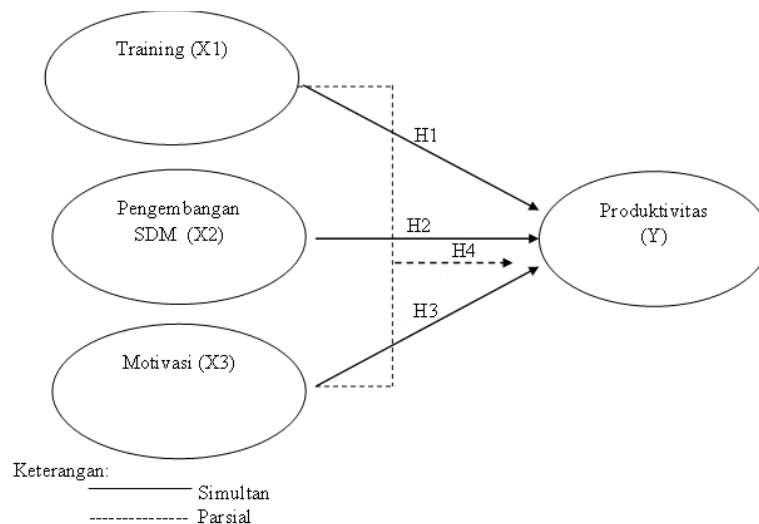 Training (X1)
H1
Pengembangan
SDM (X2)
H2
H4
Produktivitas
(Y)
H3
Motivasi (X3)
Keterangan:
Simultan
Parsial